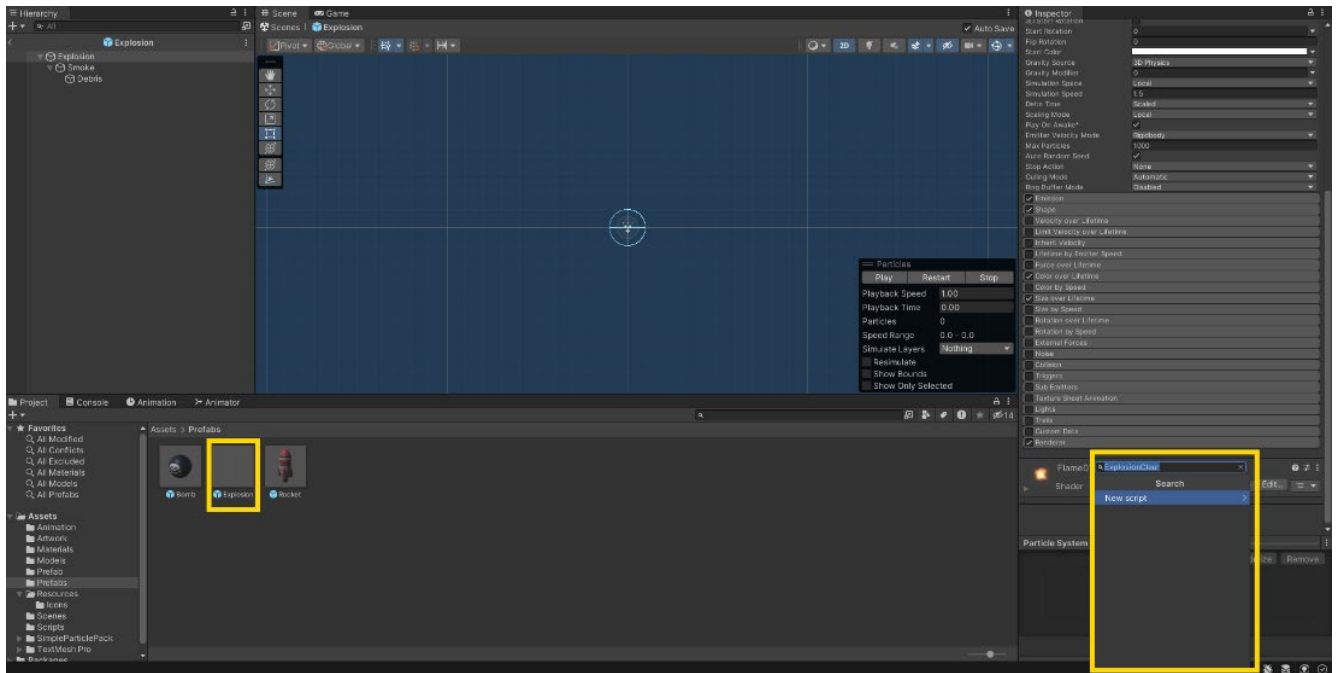 Hierarchy
All
Explosion
Explosion
Smoke
Debris
Scene Game
Scenes Explosion Auto Save
Pivot Global 2D
Particles
Play Restart Stop
Playback Speed 1.00
Playback Time 0.00
Particles 0
Speed Range 0.0 - 0.0
Simulate Layers Nothing
Resimulate
Show Bounds
Show Only Selected
Inspector
3D Start Rotation
Start Rotation 0
Flip Rotation 0
Start Color
Gravity Source 3D Physics
Gravity Modifier 0
Simulation Space Local
Simulation Speed 1.5
Delta Time Scaled
Scaling Mode Local
Play On Awake*
Emitter Velocity Mode Rigidbody
Max Particles 1000
Auto Random Seed
Stop Action None
Culling Mode Automatic
Ring Buffer Mode Disabled
Emission
Shape
Velocity over Lifetime
Limit Velocity over Lifetime
Inherit Velocity
Lifetime by Emitter Speed
Force over Lifetime
Color over Lifetime
Color by Speed
Size over Lifetime
Size by Speed
Rotation over Lifetime
Rotation by Speed
External Forces
Noise
Collision
Triggers
Sub Emitters
Texture Sheet Animation
Lights
Trails
Custom Data
Renderer
Shader Edit...
ExplosionClear
Search
New script
Particle System
Remove
Project Console Animation Animator
14
Favorites
All Modified
All Conflicts
All Excluded
All Materials
All Models
All Prefabs
Assets
Animation
Artwork
Materials
Models
Prefab
Prefabs
Resources
Icons
Scenes
Scripts
SimpleParticlePack
TextMesh Pro
Packages
Assets > Prefabs
Bomb Explosion Rocket